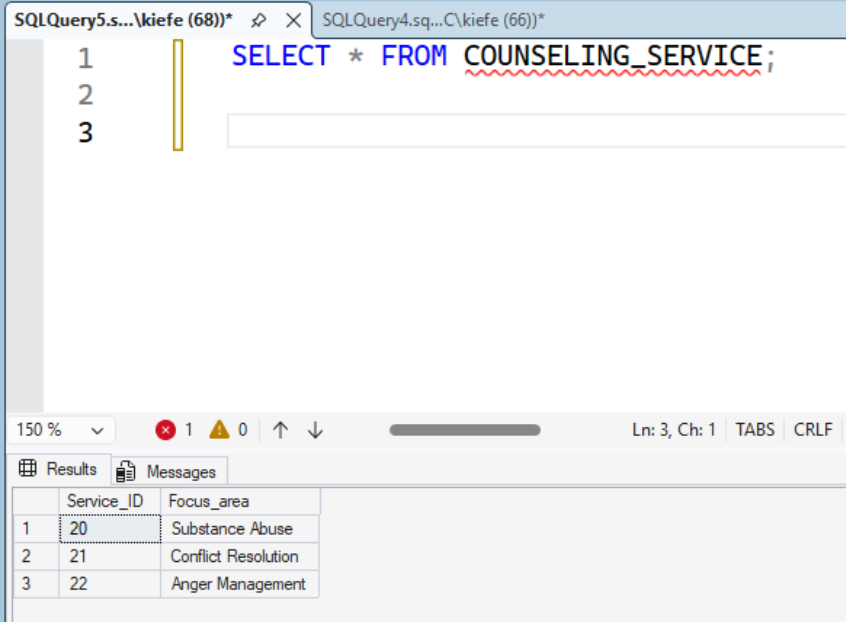 SQLQuery5.s...\kiefe (68))* SQLQuery4.sq...C\kiefe (66))*
1 SELECT * FROM COUNSELING_SERVICE;
2
3
150 % 1 0 Ln: 3, Ch: 1 TABS CRLF
Results Messages
Service_ID Focus_area
1 20 Substance Abuse
2 21 Conflict Resolution
3 22 Anger Management